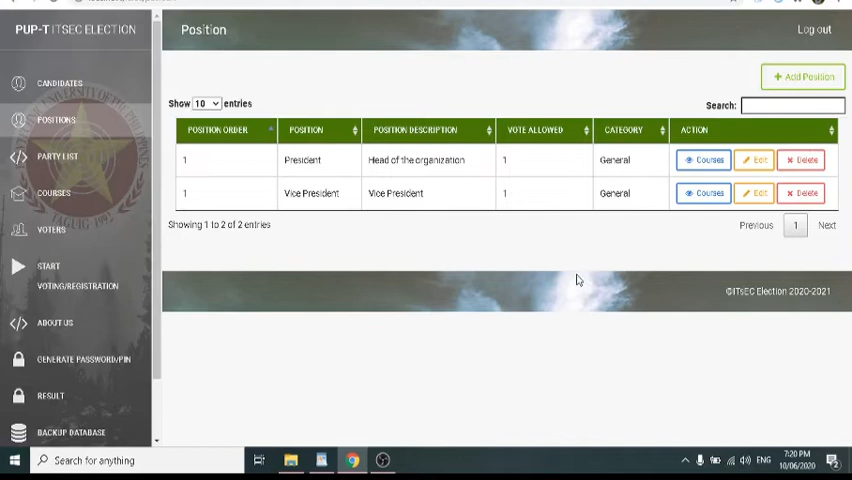 PUP-T ITSEC ELECTION
Position
Log out
CANDIDATES
POSITIONS
PARTY LIST
COURSES
VOTERS
START
VOTING/REGISTRATION
ABOUT US
GENERATE PASSWORD/PIN
RESULT
BACKUP DATABASE
+ Add Position
Show 10 entries
Search:
POSITION ORDER POSITION POSITION DESCRIPTION VOTE ALLOWED CATEGORY ACTION
1 President Head of the organization 1 General Courses Edit Delete
1 Vice President Vice President 1 General Courses Edit Delete
Showing 1 to 2 of 2 entries
Previous 1 Next
©ITsEC Election 2020-2021
Search for anything
ENG
7:20 PM
10/06/2020
2